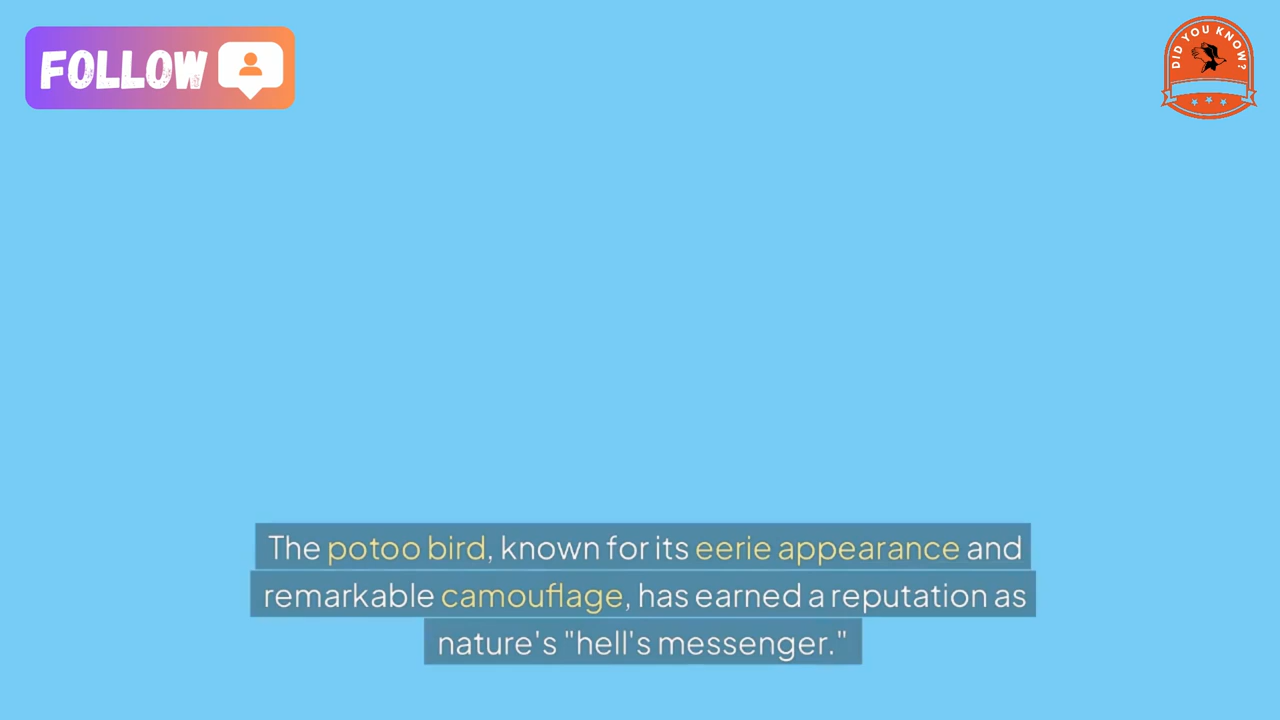 FOLLOW
DID YOU KNOW?
The potoo bird, known for its eerie appearance and
remarkable camouflage, has earned a reputation as
nature's "hell's messenger."